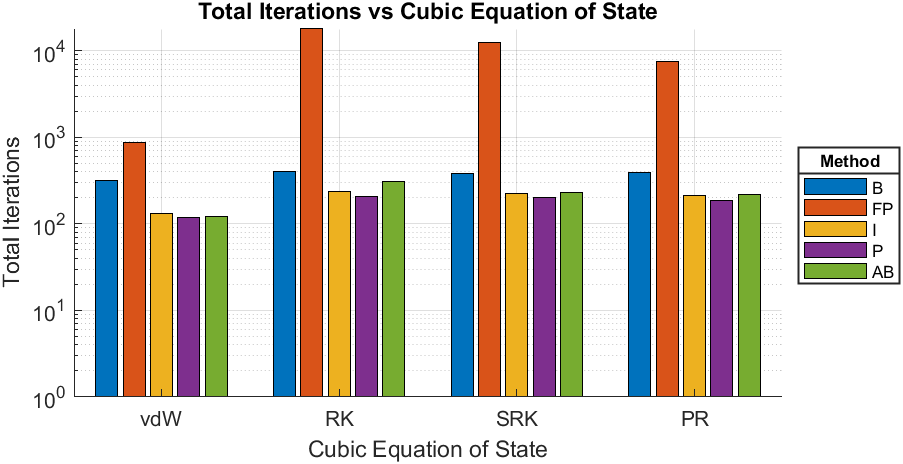 Total Iterations vs Cubic Equation of State
Total Iterations
10^4
10^3
10^2
10^1
10^0
vdW
RK
SRK
PR
Cubic Equation of State
Method
B
FP
I
P
AB